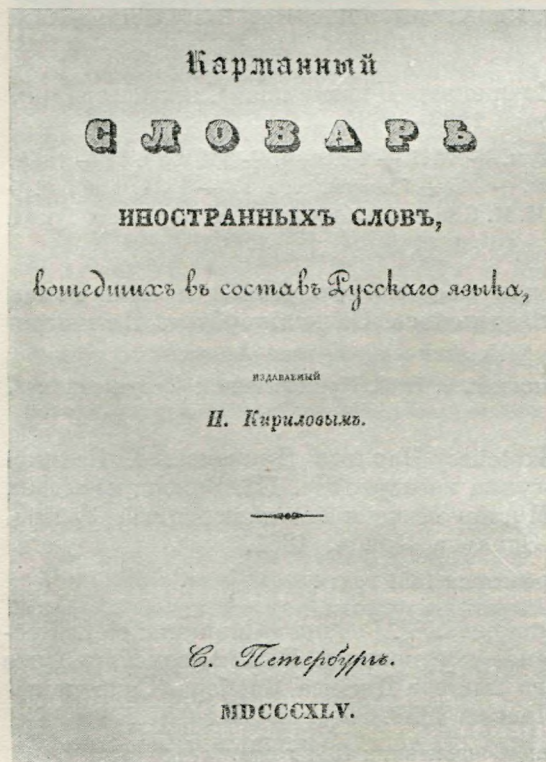 Карманный
СЛОВАРЬ
ИНОСТРАННЫХЪ СЛОВЪ,
вошедшихъ въ составъ Русскаго языка,
ИЗДАВАЕМЫЙ
Н. Кириловымъ.
С. Петербургъ.
MDCCCXLV.